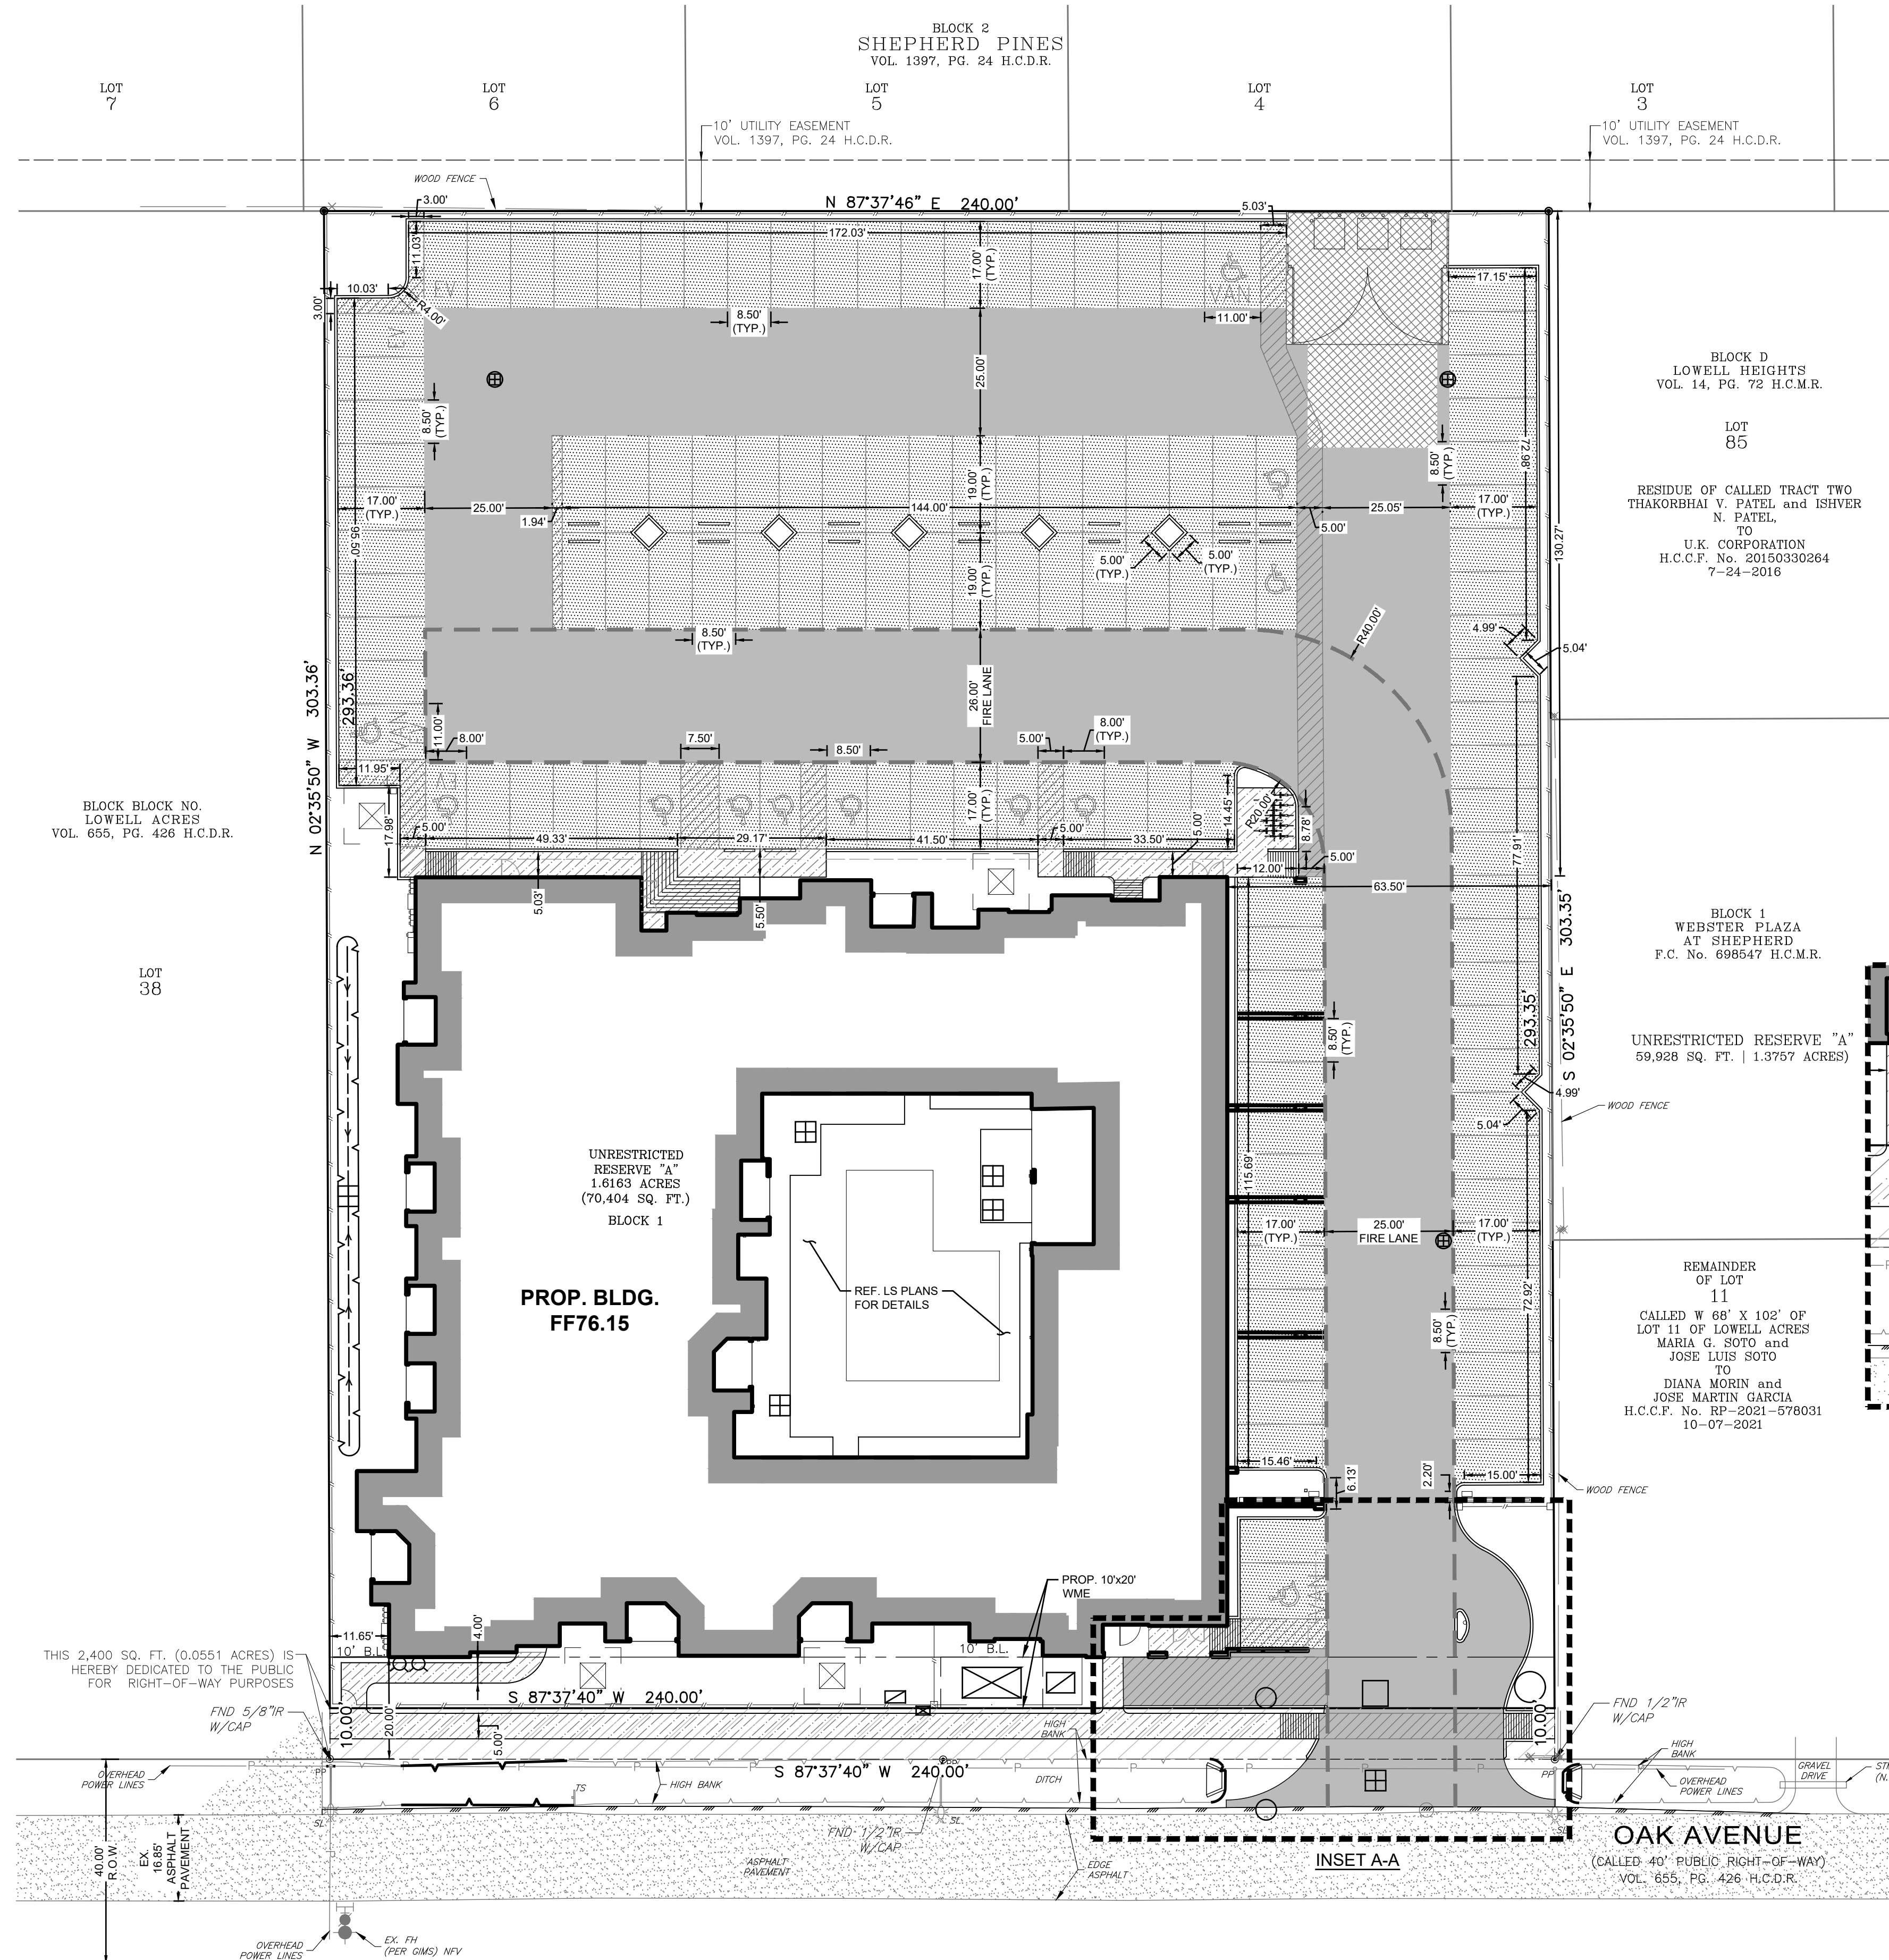 BLOCK 2
SHEPHERD PINES
VOL. 1397, PG. 24 H.C.D.R.
LOT
7
LOT
6
LOT
5
LOT
4
LOT
3
10' UTILITY EASEMENT
VOL. 1397, PG. 24 H.C.D.R.
10' UTILITY EASEMENT
VOL. 1397, PG. 24 H.C.D.R.
WOOD FENCE
N 87°37'46" E 240.00'
3.00'
5.03'
172.03'
11.03'
17.00'
(TYP.)
17.15'
10.03'
EV
R4.00'
3.00'
VAN
11.00'
8.50'
(TYP.)
EV
25.00'
72.98'
8.50'
(TYP.)
8.50'
(TYP.)
BLOCK D
LOWELL HEIGHTS
VOL. 14, PG. 72 H.C.M.R.
LOT
85
RESIDUE OF CALLED TRACT TWO
THAKORBHAI V. PATEL and ISHVER
N. PATEL,
TO
U.K. CORPORATION
H.C.C.F. No. 20150330264
7-24-2016
19.00'
(TYP.)
17.00'
(TYP.)
25.00'
1.94'
144.00'
5.00'
25.05'
17.00'
(TYP.)
95.50'
130.27'
5.00'
(TYP.)
5.00'
(TYP.)
19.00'
(TYP.)
8.50'
(TYP.)
R40.00'
4.99'
5.04'
N 02°35'50" W 303.36'
293.36'
26.00'
FIRE LANE
VAN
11.00'
8.00'
7.50'
8.50'
5.00'
8.00'
(TYP.)
11.95'
EV
17.98'
17.00'
(TYP.)
R20.00'
14.45'
8.78'
5.00'
5.00'
49.33'
29.17'
41.50'
5.00'
33.50'
5.00'
12.00'
63.50'
5.03'
5.50'
77.91'
BLOCK BLOCK NO.
LOWELL ACRES
VOL. 655, PG. 426 H.C.D.R.
LOT
38
BLOCK 1
WEBSTER PLAZA
AT SHEPHERD
F.C. No. 698547 H.C.M.R.
UNRESTRICTED RESERVE "A"
59,928 SQ. FT. | 1.3757 ACRES)
S 02°35'50" E 303.35'
293.35'
8.50'
(TYP.)
4.99'
5.04'
WOOD FENCE
UNRESTRICTED
RESERVE "A"
1.6163 ACRES
(70,404 SQ. FT.)
BLOCK 1
115.69'
17.00'
(TYP.)
25.00'
FIRE LANE
17.00'
(TYP.)
PROP. BLDG.
FF76.15
REF. LS PLANS
FOR DETAILS
72.92'
8.50'
(TYP.)
REMAINDER
OF LOT
11
CALLED W 68' X 102' OF
LOT 11 OF LOWELL ACRES
MARIA G. SOTO and
JOSE LUIS SOTO
TO
DIANA MORIN and
JOSE MARTIN GARCIA
H.C.C.F. No. RP-2021-578031
10-07-2021
15.46'
6.13'
2.20'
15.00'
WOOD FENCE
PROP. 10'x20'
WME
VAN
11.65'
10' B.L.
4.00'
10' B.L.
THIS 2,400 SQ. FT. (0.0551 ACRES) IS
HEREBY DEDICATED TO THE PUBLIC
FOR RIGHT-OF-WAY PURPOSES
FND 5/8"IR
W/CAP
10.00'
20.00'
S 87°37'40" W 240.00'
5.00'
10.00'
FND 1/2"IR
W/CAP
HIGH
BANK
OVERHEAD
POWER LINES
PP
HIGH BANK
TS
S 87°37'40" W 240.00'
DITCH
PP
HIGH
BANK
OVERHEAD
POWER LINES
GRAVEL
DRIVE
SL
SL
SL
FND 1/2"IR
W/CAP
40.00'
R.O.W.
EX.
16.85'
ASPHALT
PAVEMENT
ASPHALT
PAVEMENT
EDGE
ASPHALT
INSET A-A
OAK AVENUE
(CALLED 40' PUBLIC RIGHT-OF-WAY)
VOL. 655, PG. 426 H.C.D.R.
OVERHEAD
POWER LINES
EX. FH
(PER GIMS) NFV